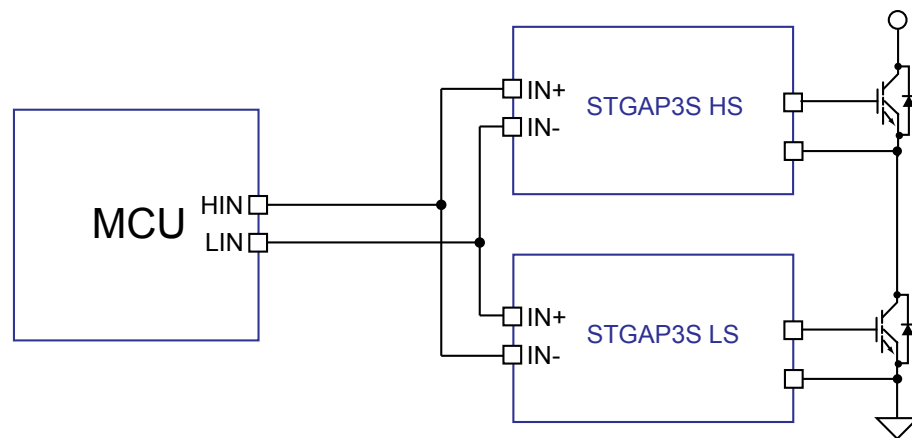 MCU
HIN
LIN
IN+
IN-
STGAP3S HS
IN+
IN-
STGAP3S LS